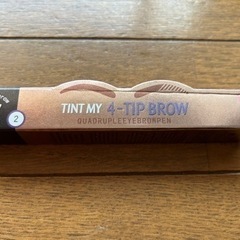 TINT MY 4-TIP BROW
QUADRUPLEEYEBROWPEN
2